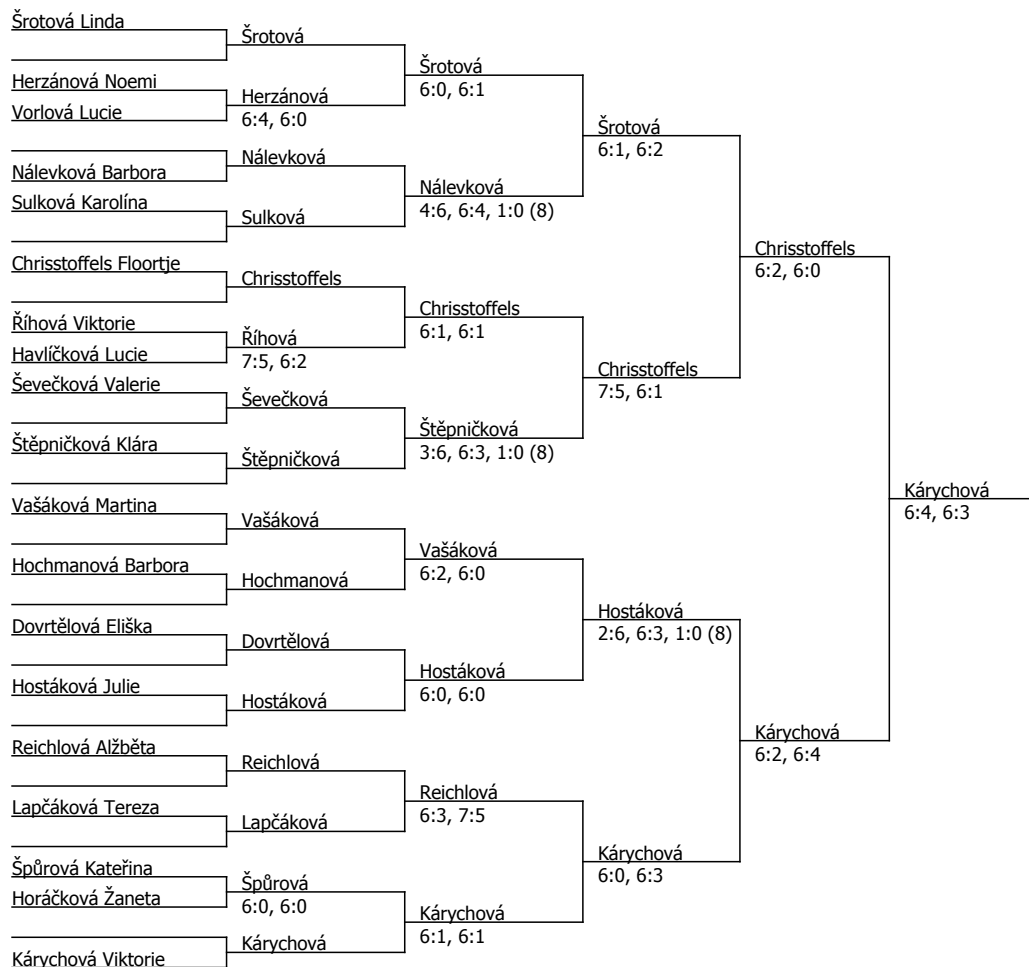 Šrotová Linda
Herzánová Noemi
Vorlová Lucie
Nálevková Barbora
Sulková Karolína
Chrisstoffels Floortje
Říhová Viktorie
Havlíčková Lucie
Ševečková Valerie
Štěpničková Klára
Vašáková Martina
Hochmanová Barbora
Dovrtělová Eliška
Hostáková Julie
Reichlová Alžběta
Lapčáková Tereza
Špůrová Kateřina
Horáčková Žaneta
Kárychová Viktorie
Šrotová
Herzánová
6:4, 6:0
Nálevková
Sulková
Chrisstoffels
Říhová
7:5, 6:2
Ševečková
Štěpničková
Vašáková
Hochmanová
Dovrtělová
Hostáková
Reichlová
Lapčáková
Špůrová
6:0, 6:0
Kárychová
Šrotová
6:0, 6:1
Nálevková
4:6, 6:4, 1:0 (8)
Chrisstoffels
6:1, 6:1
Štěpničková
3:6, 6:3, 1:0 (8)
Vašáková
6:2, 6:0
Hostáková
6:0, 6:0
Reichlová
6:3, 7:5
Kárychová
6:1, 6:1
Šrotová
6:1, 6:2
Chrisstoffels
7:5, 6:1
Hostáková
2:6, 6:3, 1:0 (8)
Kárychová
6:0, 6:3
Chrisstoffels
6:2, 6:0
Kárychová
6:2, 6:4
Kárychová
6:4, 6:3